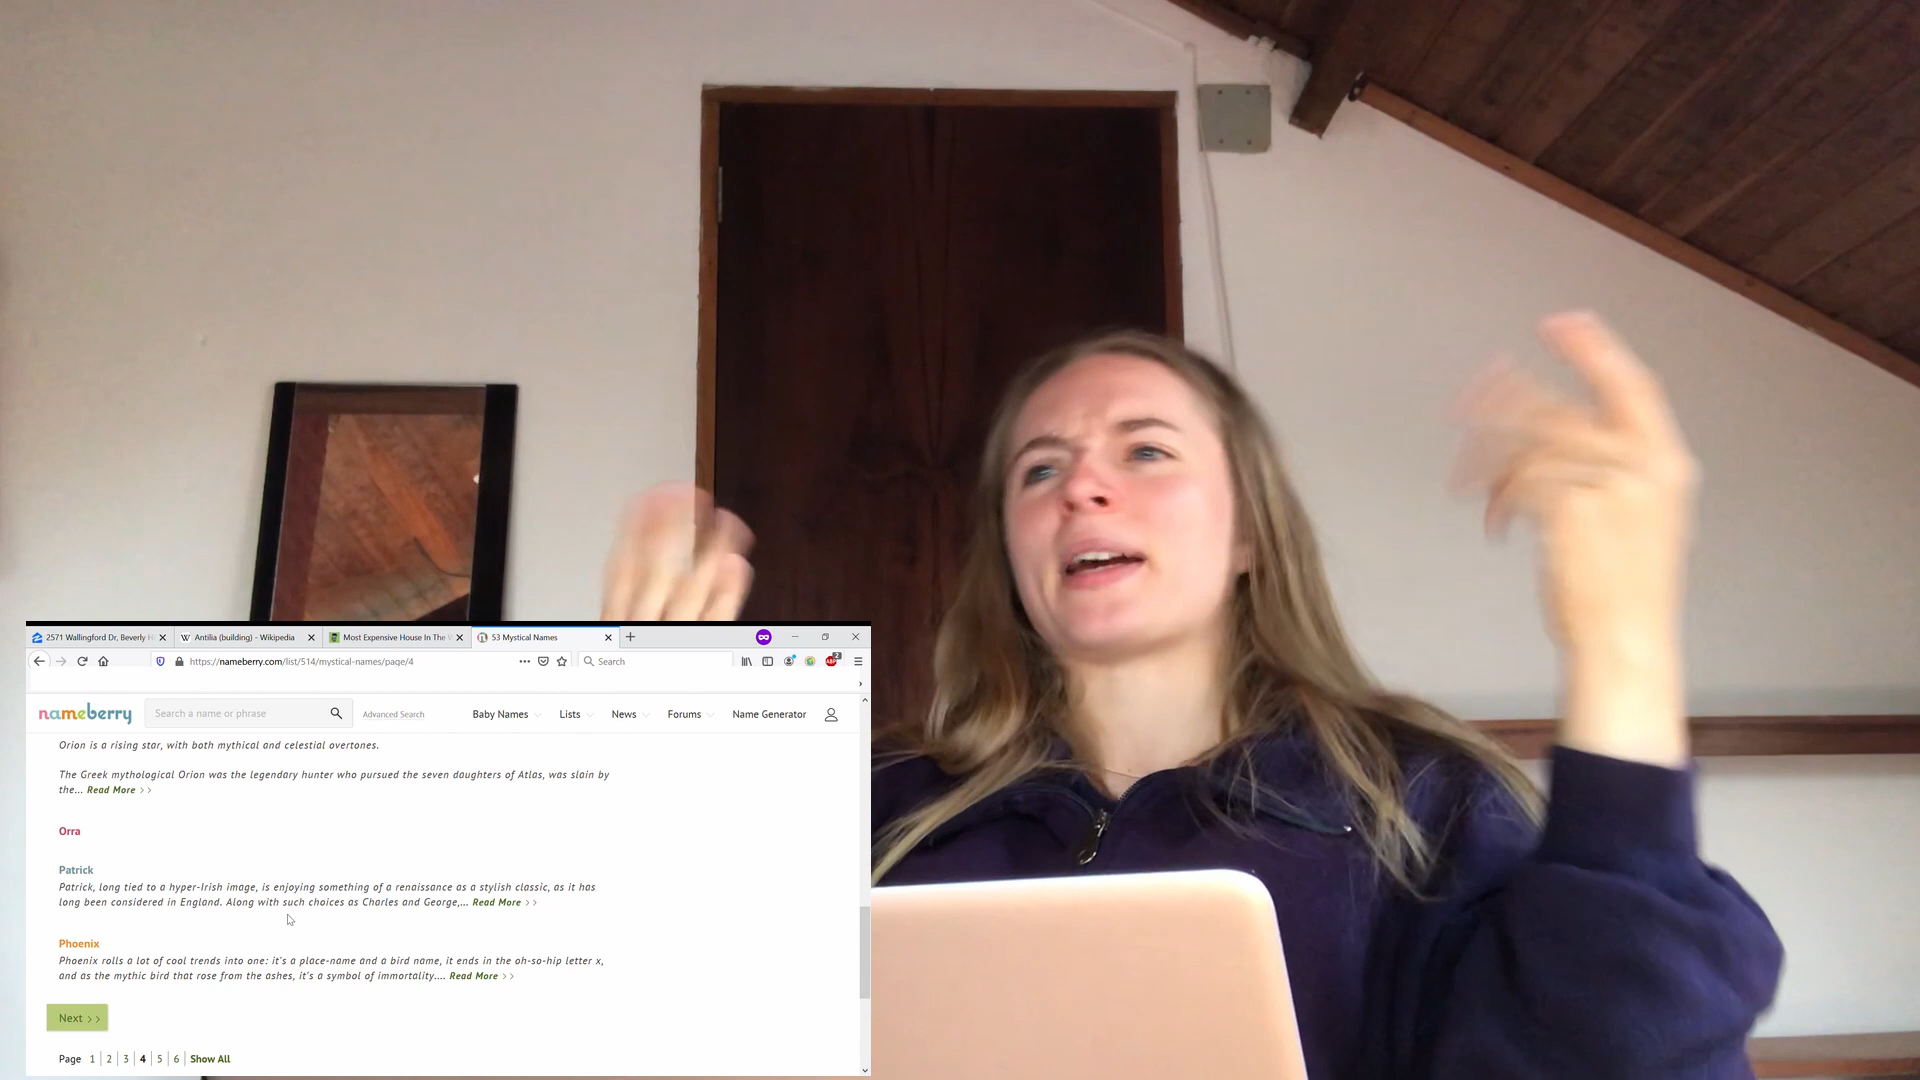 2571 Wallingford Dr, Beverly H
Antilia (building) - Wikipedia
Most Expensive House In The W
53 Mystical Names
https://nameberry.com/list/514/mystical-names/page/4
Search
ABP
2
nameberry
Search a name or phrase
Advanced Search
Baby Names
Lists
News
Forums
Name Generator
Orion is a rising star, with both mythical and celestial overtones.
The Greek mythological Orion was the legendary hunter who pursued the seven daughters of Atlas, was slain by
the... Read More >>
Orra
Patrick
Patrick, long tied to a hyper-Irish image, is enjoying something of a renaissance as a stylish classic, as it has
long been considered in England. Along with such choices as Charles and George,... Read More >>
Phoenix
Phoenix rolls a lot of cool trends into one: it's a place-name and a bird name, it ends in the oh-so-hip letter x,
and as the mythic bird that rose from the ashes, it's a symbol of immortality.... Read More >>
Next >>
Page 1 | 2 | 3 | 4 | 5 | 6 | Show All